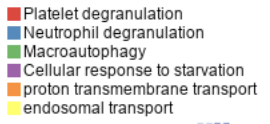 Platelet degranulation
Neutrophil degranulation
Macroautophagy
Cellular response to starvation
proton transmembrane transport
endosomal transport